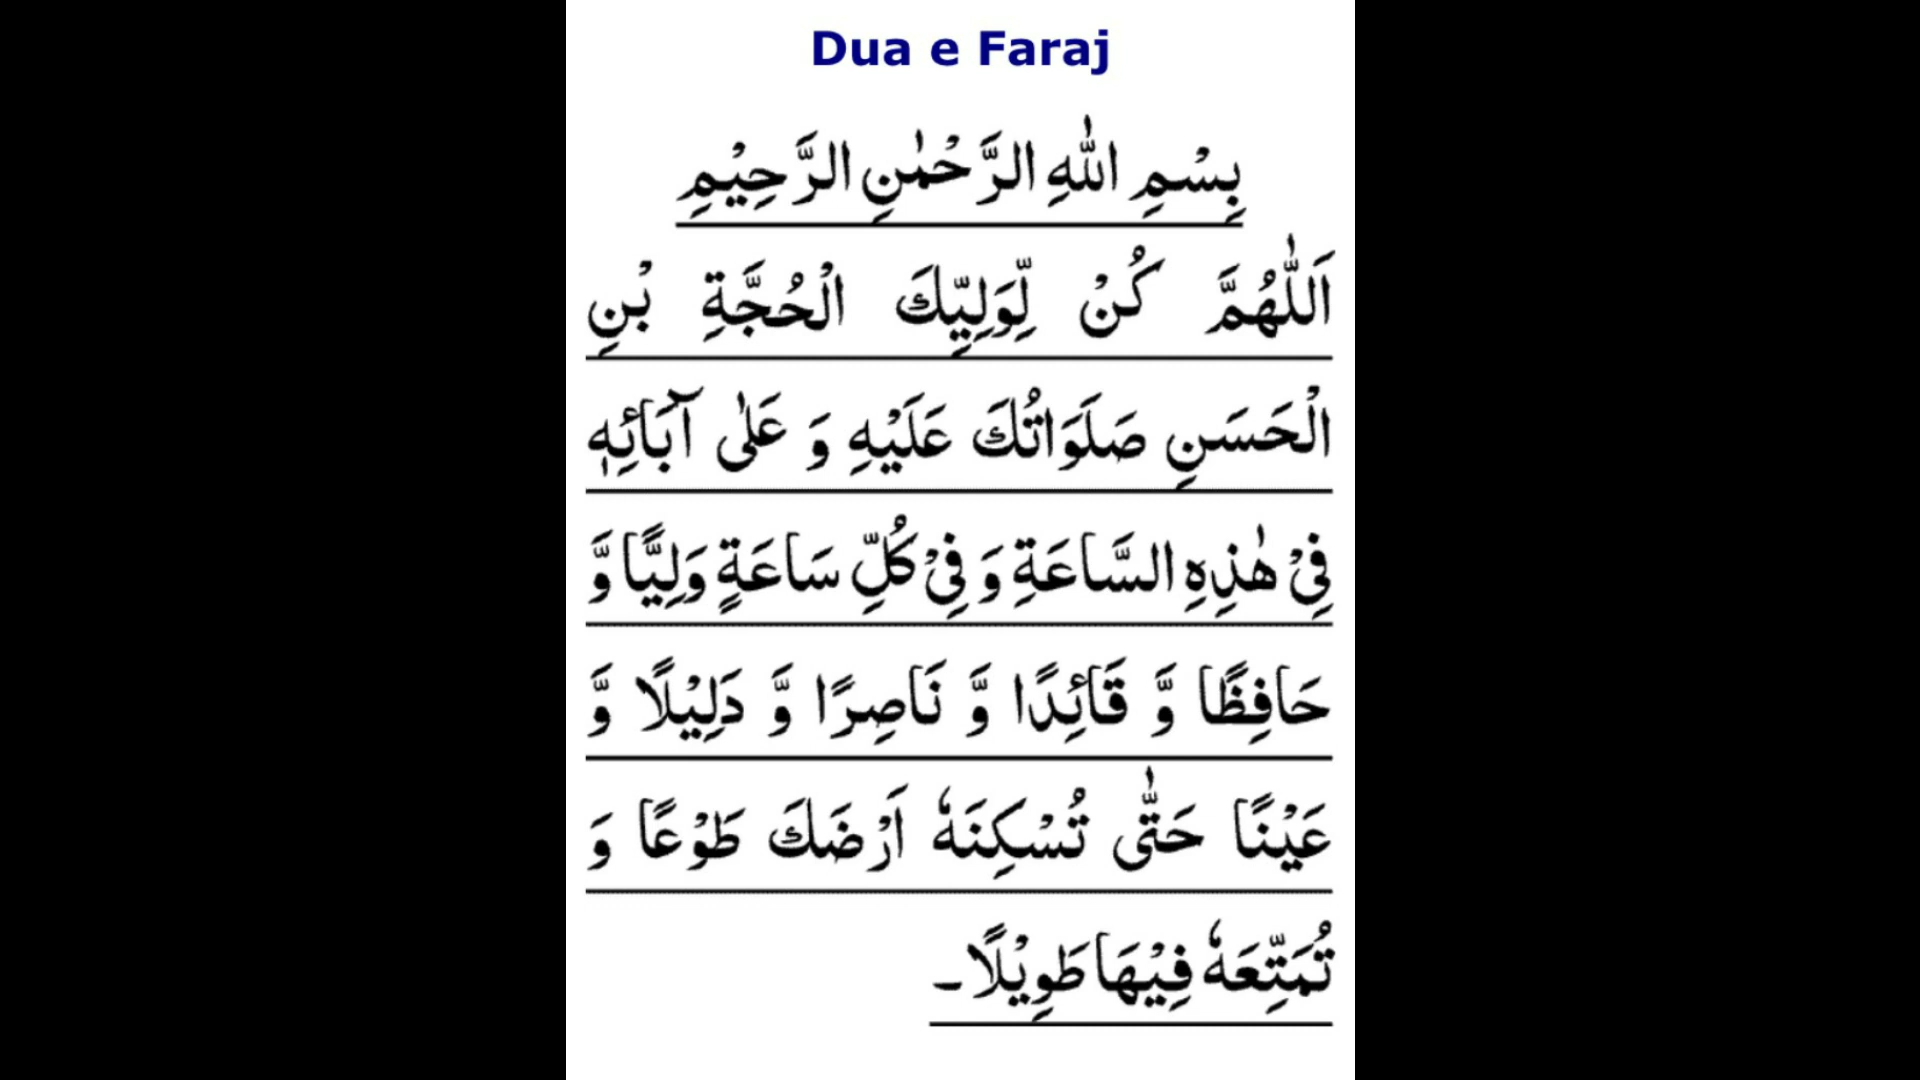 Dua e Faraj
بِسْمِ اللّٰهِ الرَّحْمٰنِ الرَّحِيْمِ
اَللّٰهُمَّ كُنْ لِّوَلِيِّكَ الْحُجَّةِ بْنِ
الْحَسَنِ صَلَوَاتُكَ عَلَيْهِ وَ عَلٰى آبَائِهٖ
فِيْ هٰذِهِ السَّاعَةِ وَ فِيْ كُلِّ سَاعَةٍ وَلِيًّا وَّ
حَافِظًا وَّ قَائِدًا وَّ نَاصِرًا وَّ دَلِيْلًا وَّ
عَيْنًا حَتّٰى تُسْكِنَهٗ اَرْضَكَ طَوْعًا وَ
تُمَتِّعَهٗ فِيْهَا طَوِيْلًا۔